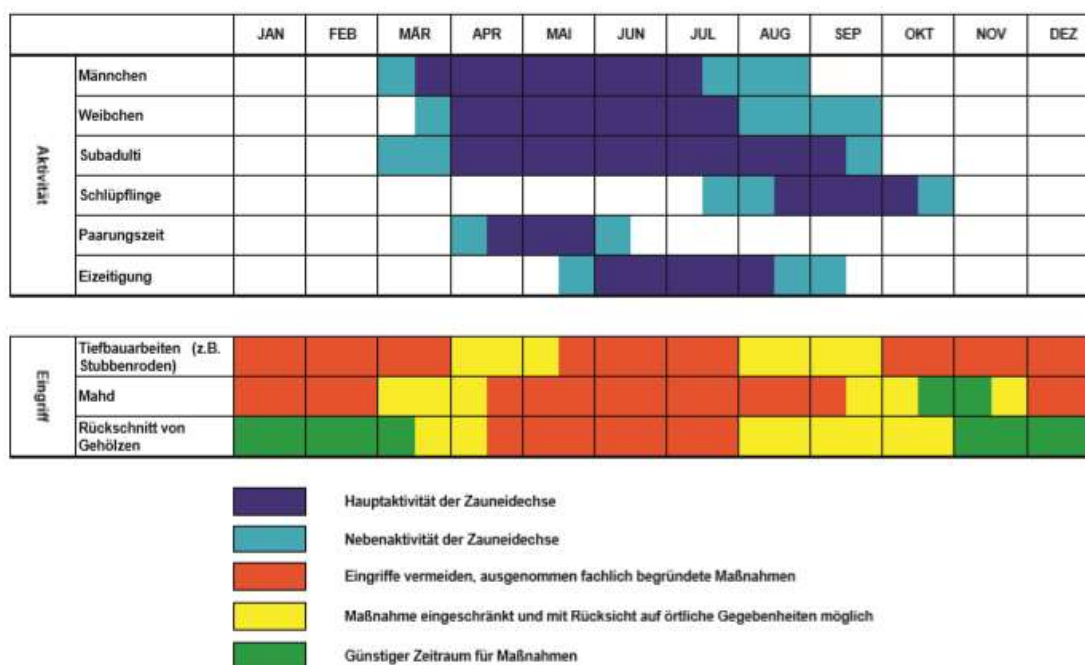 JAN FEB MÄR APR MAI JUN JUL AUG SEP OKT NOV DEZ
Aktivität
Männchen
Weibchen
Subadulti
Schlüpflinge
Paarungszeit
Eizeitigung
Eingriff
Tiefbauarbeiten (z.B.
Stubbenroden)
Mahd
Rückschnitt von
Gehölzen
Hauptaktivität der Zauneidechse
Nebenaktivität der Zauneidechse
Eingriffe vermeiden, ausgenommen fachlich begründete Maßnahmen
Maßnahme eingeschränkt und mit Rücksicht auf örtliche Gegebenheiten möglich
Günstiger Zeitraum für Maßnahmen